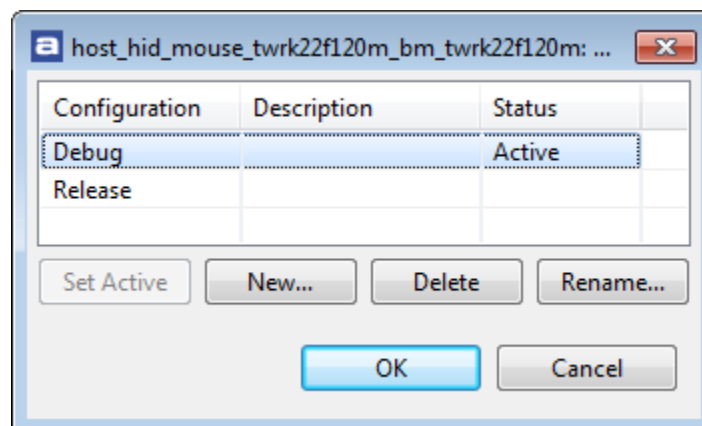 a host_hid_mouse_twrk22f120m_bm_twrk22f120m: ...
Configuration Description Status
Debug Active
Release
Set Active New... Delete Rename...
OK Cancel